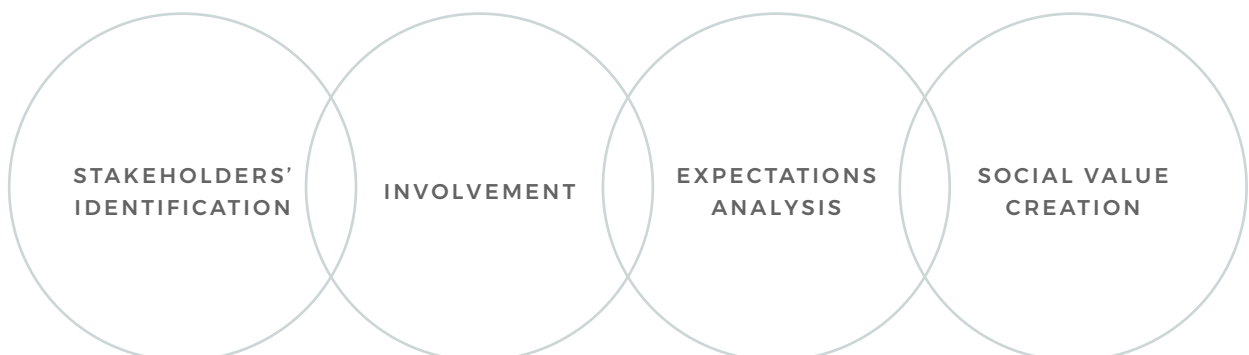 STAKEHOLDERS’
IDENTIFICATION
INVOLVEMENT
EXPECTATIONS
ANALYSIS
SOCIAL VALUE
CREATION